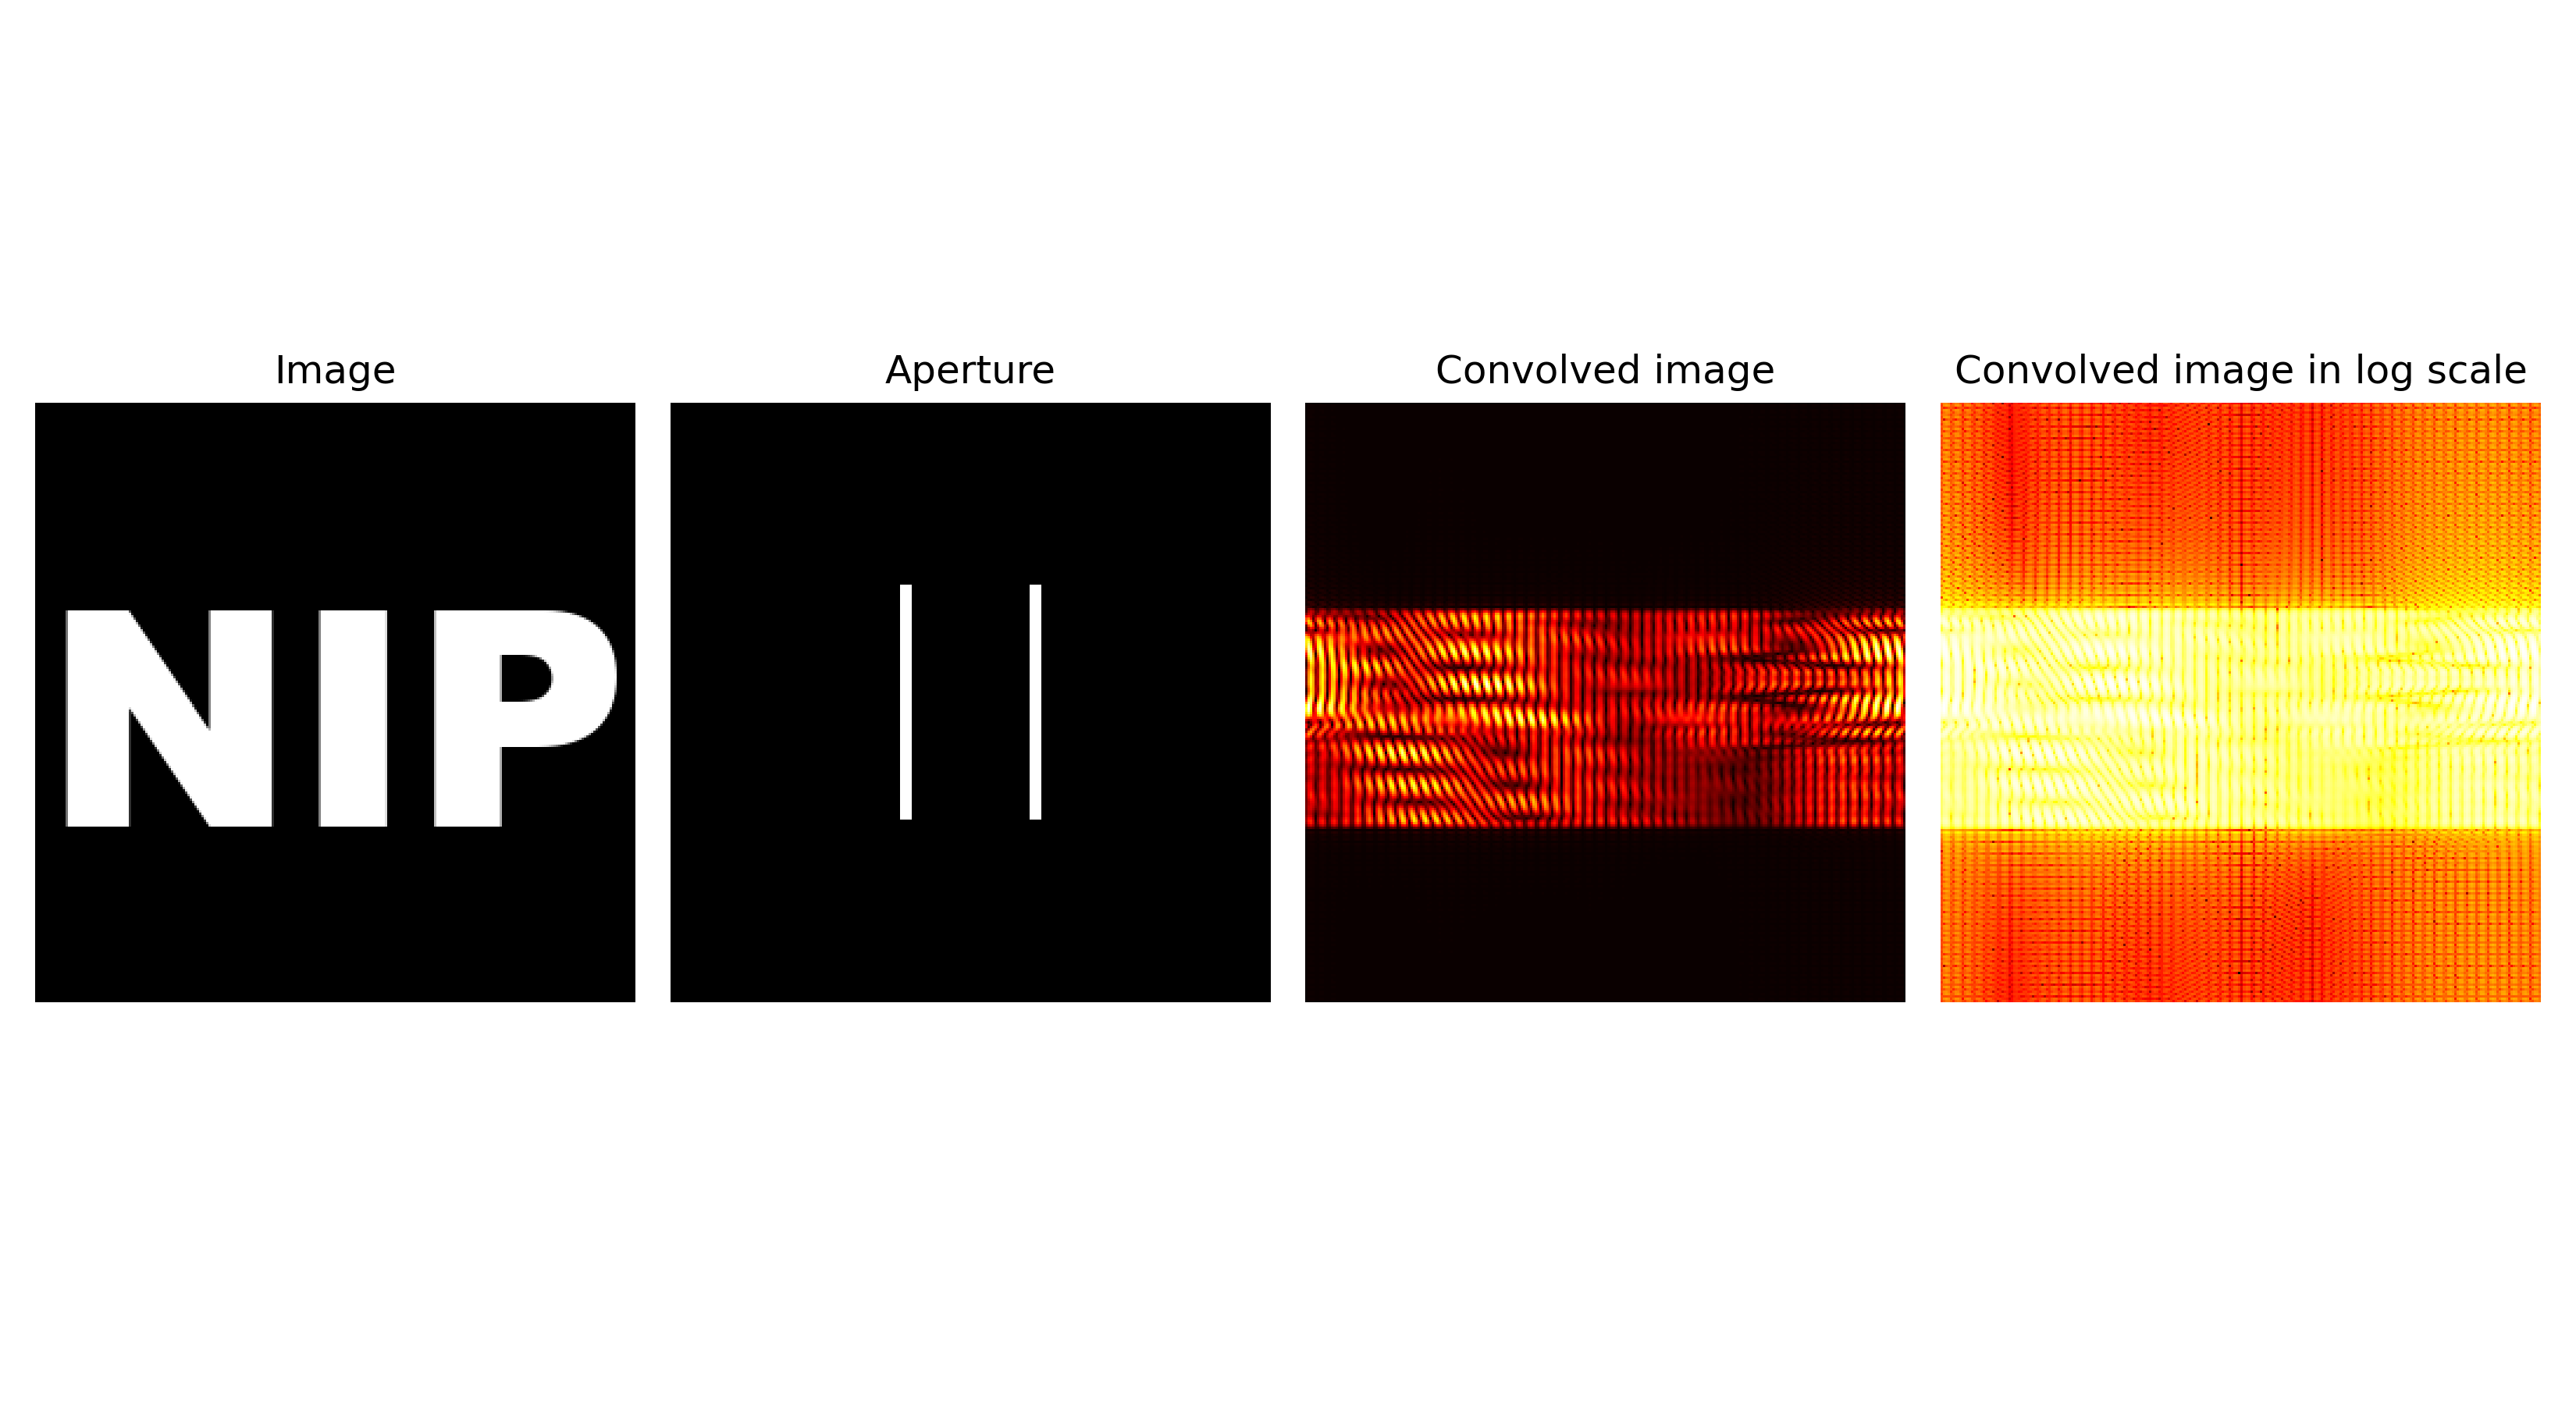 Image
Aperture
Convolved image
Convolved image in log scale
NIP